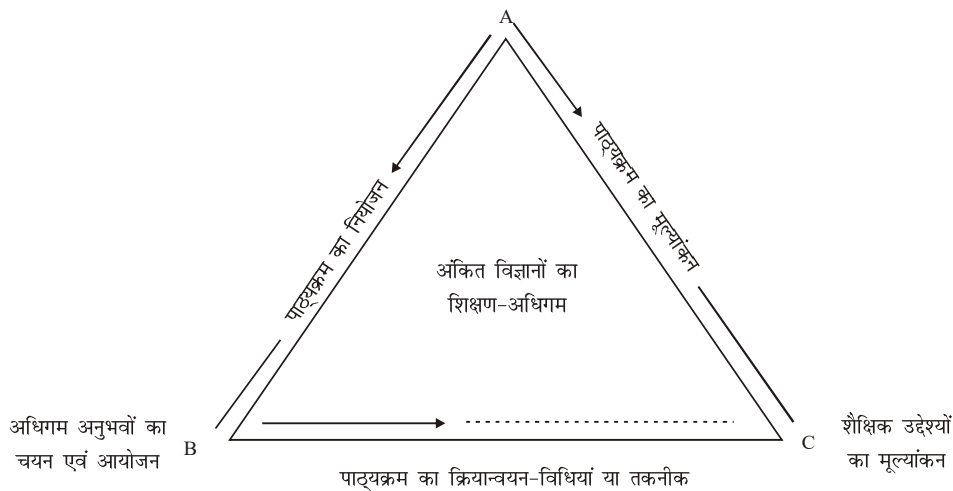 A
पाठ्यक्रम का नियोजन
पाठ्यक्रम का मूल्यांकन
अंकित विज्ञानों का
शिक्षण-अधिगम
अधिगम अनुभवों का
चयन एवं आयोजन
B
C
शैक्षिक उद्देश्यों
का मूल्यांकन
पाठ्यक्रम का क्रियान्वयन-विधियां या तकनीक